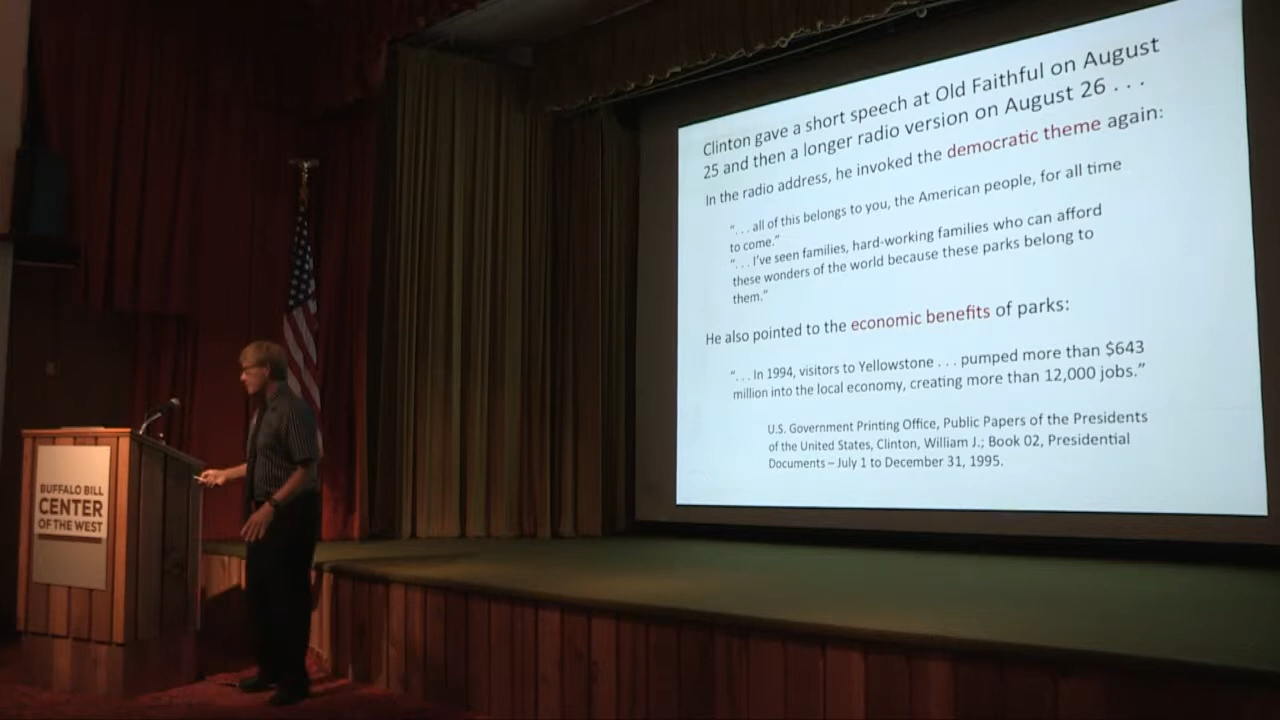 Clinton gave a short speech at Old Faithful on August
25 and then a longer radio version on August 26 . . .
In the radio address, he invoked the democratic theme again:
“. . . all of this belongs to you, the American people, for all time
to come.”
“. . . I’ve seen families, hard-working families who can afford
these wonders of the world because these parks belong to
them.”
He also pointed to the economic benefits of parks:
“. . . In 1994, visitors to Yellowstone . . . pumped more than $643
million into the local economy, creating more than 12,000 jobs.”
U.S. Government Printing Office, Public Papers of the Presidents
of the United States, Clinton, William J.; Book 02, Presidential
Documents – July 1 to December 31, 1995.
BUFFALO BILL
CENTER
OF THE WEST